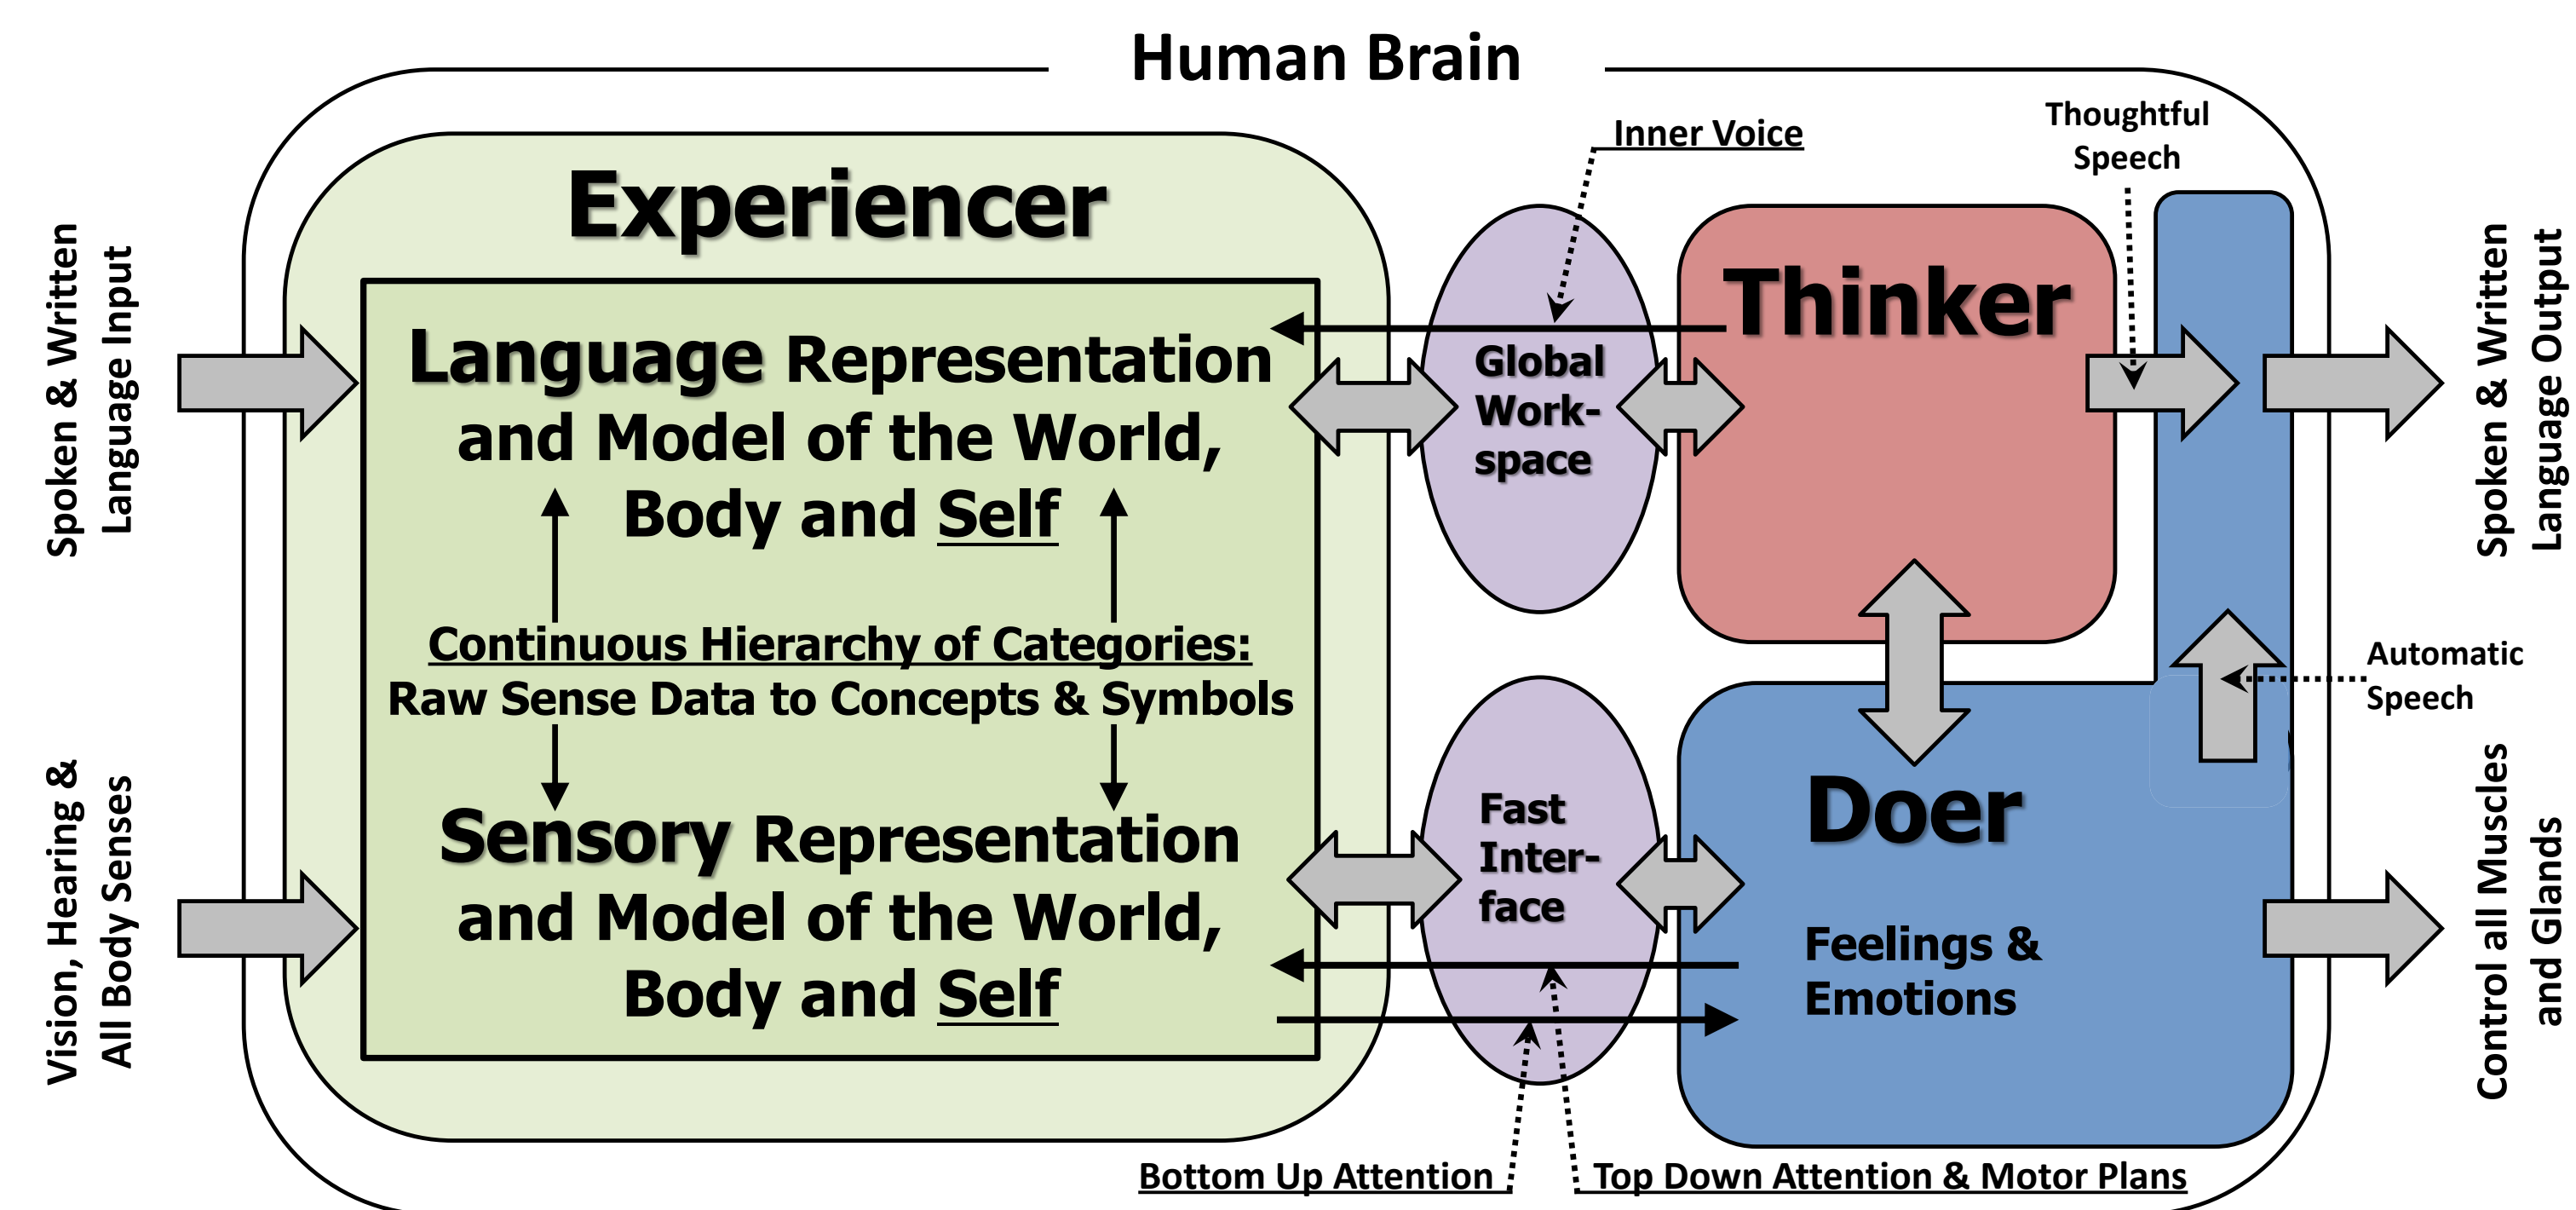 Human Brain
Inner Voice
Thoughtful
Speech
Experiencer
Spoken & Written
Language Input
Language Representation
and Model of the World,
Body and Self
Continuous Hierarchy of Categories:
Raw Sense Data to Concepts & Symbols
Vision, Hearing &
All Body Senses
Sensory Representation
and Model of the World,
Body and Self
Global
Work-
space
Thinker
Spoken & Written
Language Output
Automatic
Speech
Fast
Inter-
face
Doer
Feelings &
Emotions
Control all Muscles
and Glands
Bottom Up Attention
Top Down Attention & Motor Plans